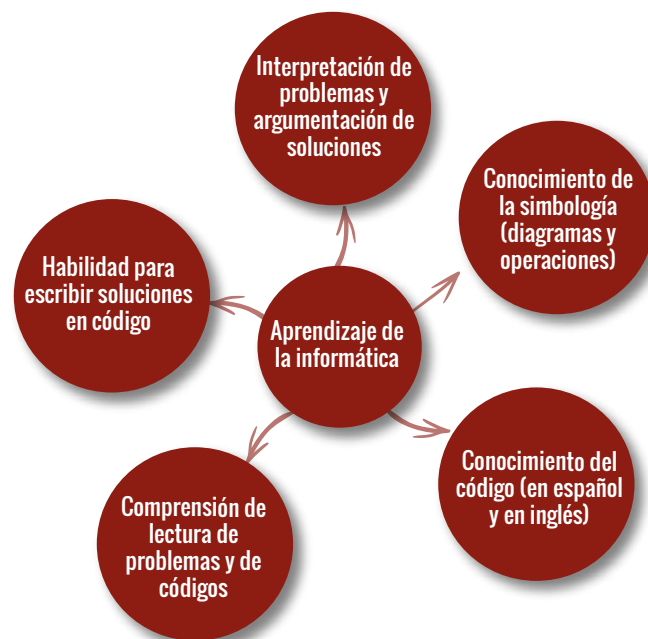 Interpretación de
problemas y
argumentación de
soluciones
Conocimiento de
la simbología
(diagramas y
operaciones)
Habilidad para
escribir soluciones
en código
Aprendizaje de
la informática
Conocimiento del
código (en español
y en inglés)
Comprensión de
lectura de
problemas y de
códigos